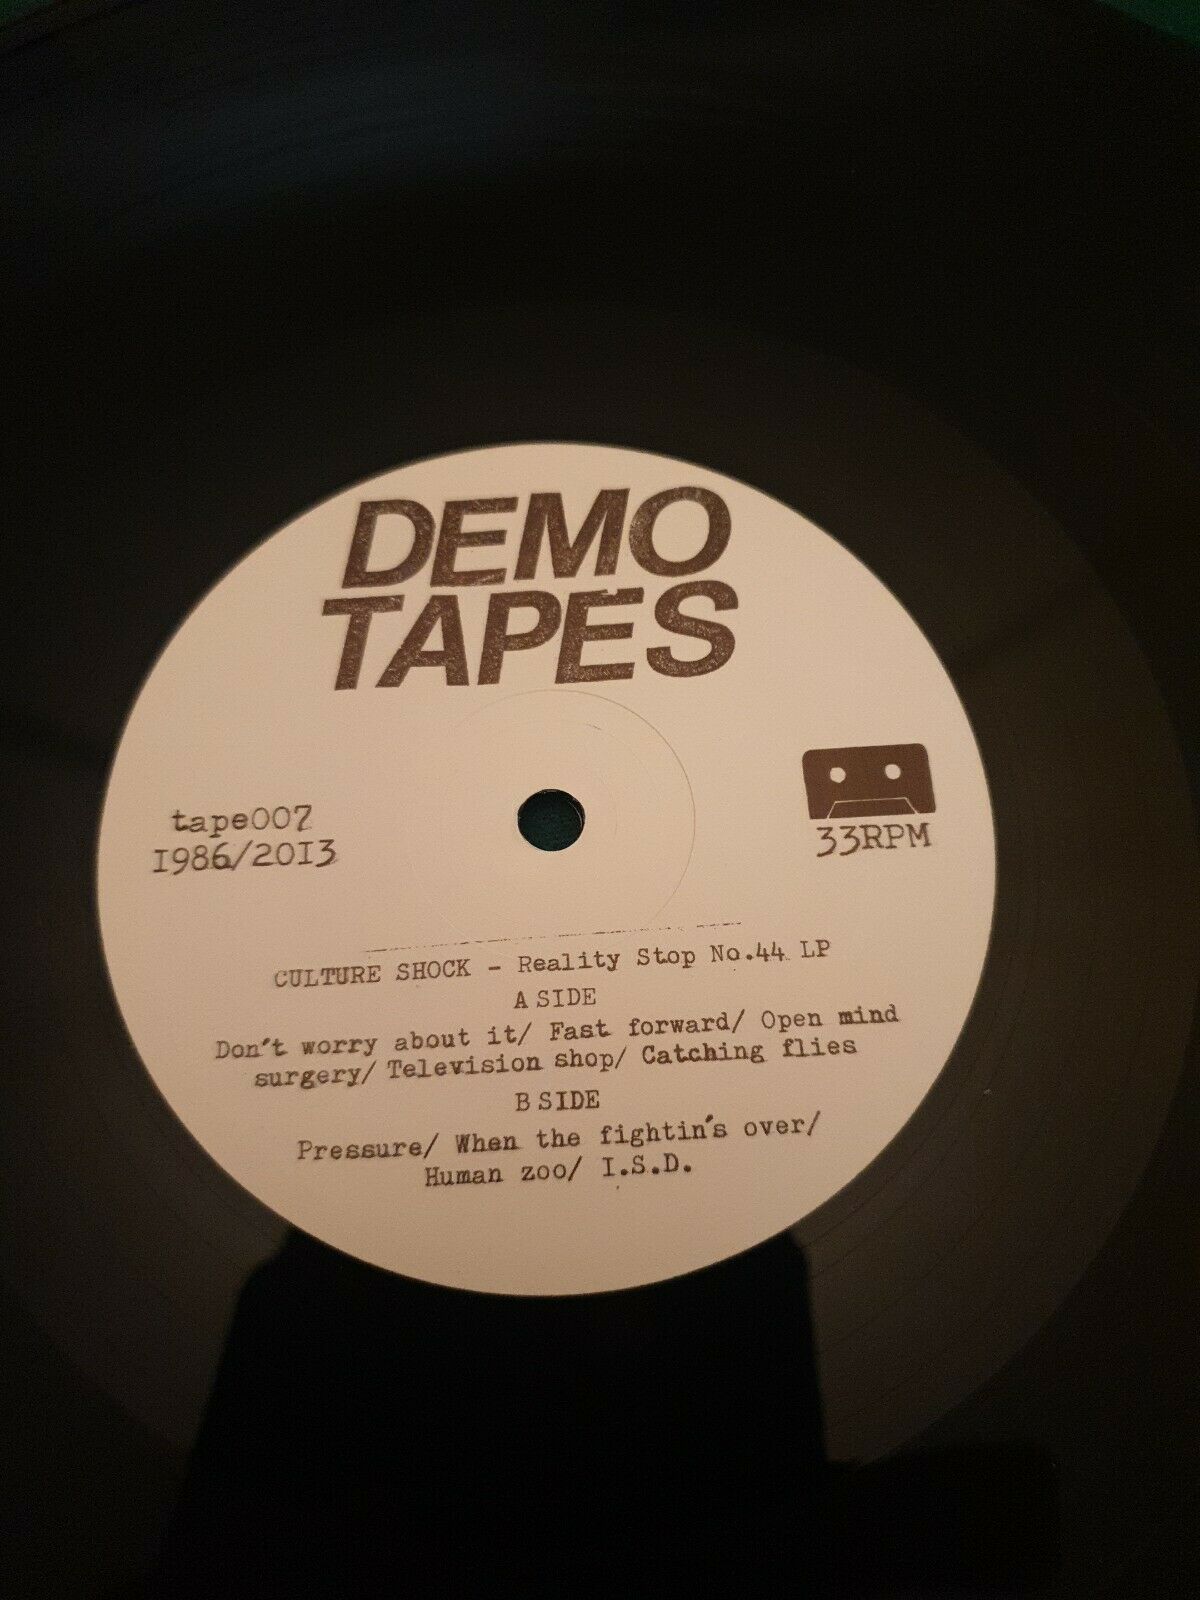 DEMO
TAPES
tape007
1986/2013
33RPM
CULTURE SHOCK - Reality Stop No.44 LP
A SIDE
Don't worry about it/ Fast forward/ Open mind
surgery/ Television shop/ Catching flies
B SIDE
Pressure/ When the fightin's over/
Human zoo/ I.S.D.